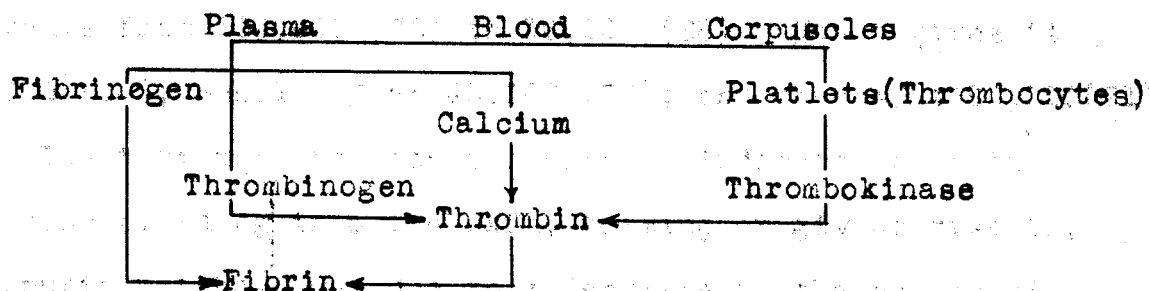 Plasma Blood Corpuscles
Fibrinogen Platlets(Thrombocytes)
Calcium
Thrombinogen Thrombokinase
Thrombin
Fibrin